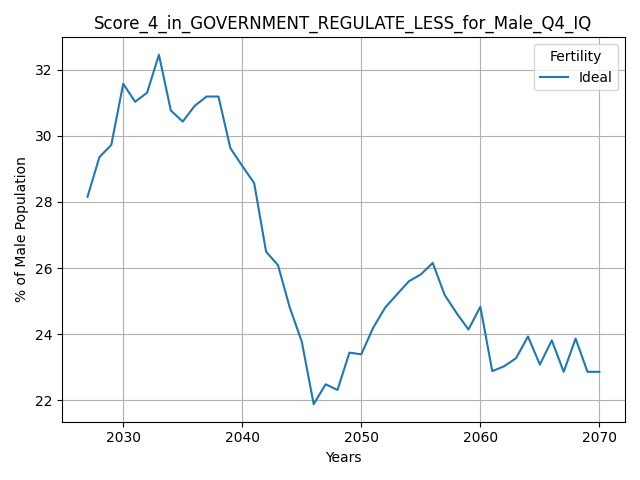 Score_4_in_GOVERNMENT_REGULATE_LESS_for_Male_Q4_IQ
Fertility
Ideal
% of Male Population
32
30
28
26
24
22
2030 2040 2050 2060 2070
Years